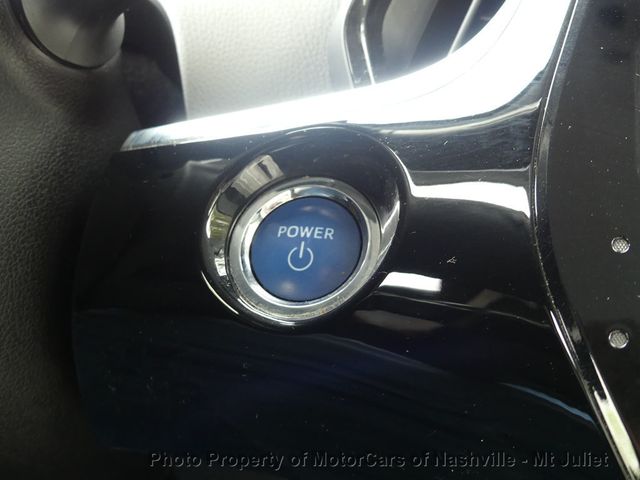 POWER
Photo Property of MotorCars of Nashville - Mt Juliet